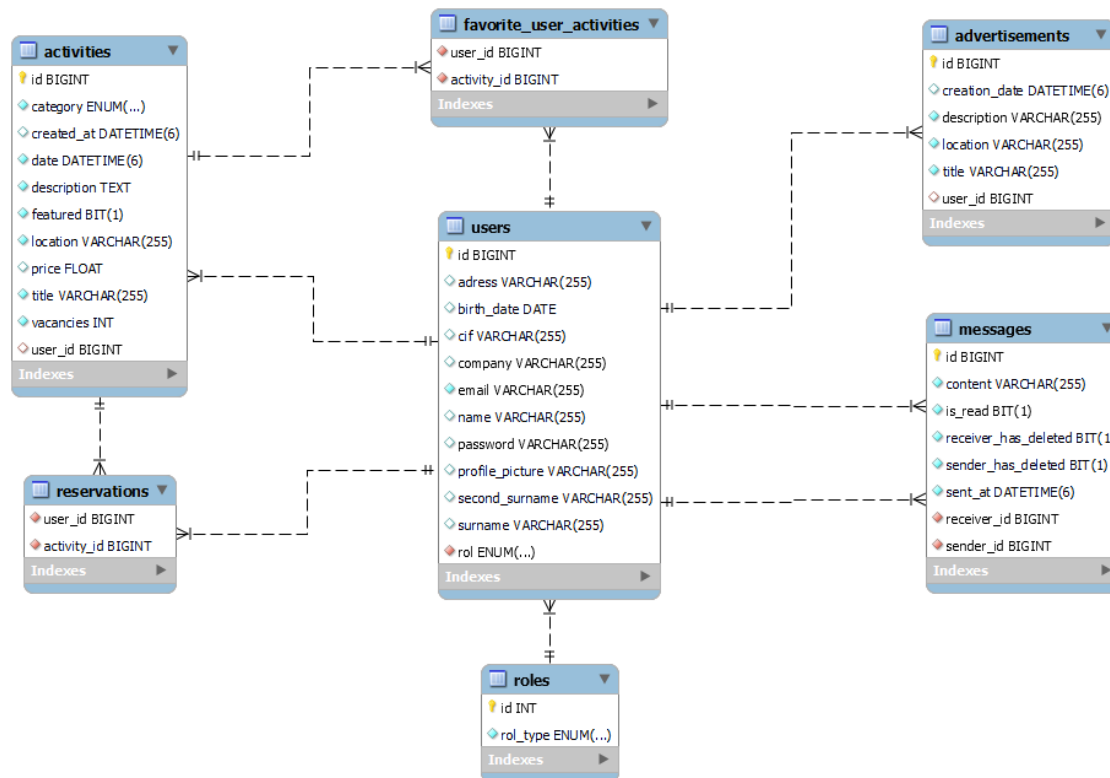 activities
id BIGINT
category ENUM(...)
created_at DATETIME(6)
date DATETIME(6)
description TEXT
featured BIT(1)
location VARCHAR(255)
price FLOAT
title VARCHAR(255)
vacancies INT
user_id BIGINT
Indexes
favorite_user_activities
user_id BIGINT
activity_id BIGINT
Indexes
advertisements
id BIGINT
creation_date DATETIME(6)
description VARCHAR(255)
location VARCHAR(255)
title VARCHAR(255)
user_id BIGINT
Indexes
users
id BIGINT
adress VARCHAR(255)
birth_date DATE
cif VARCHAR(255)
company VARCHAR(255)
email VARCHAR(255)
name VARCHAR(255)
password VARCHAR(255)
profile_picture VARCHAR(255)
second_surname VARCHAR(255)
surname VARCHAR(255)
rol ENUM(...)
Indexes
messages
id BIGINT
content VARCHAR(255)
is_read BIT(1)
receiver_has_deleted BIT(1
sender_has_deleted BIT(1)
sent_at DATETIME(6)
receiver_id BIGINT
sender_id BIGINT
Indexes
reservations
user_id BIGINT
activity_id BIGINT
Indexes
roles
id INT
rol_type ENUM(...)
Indexes